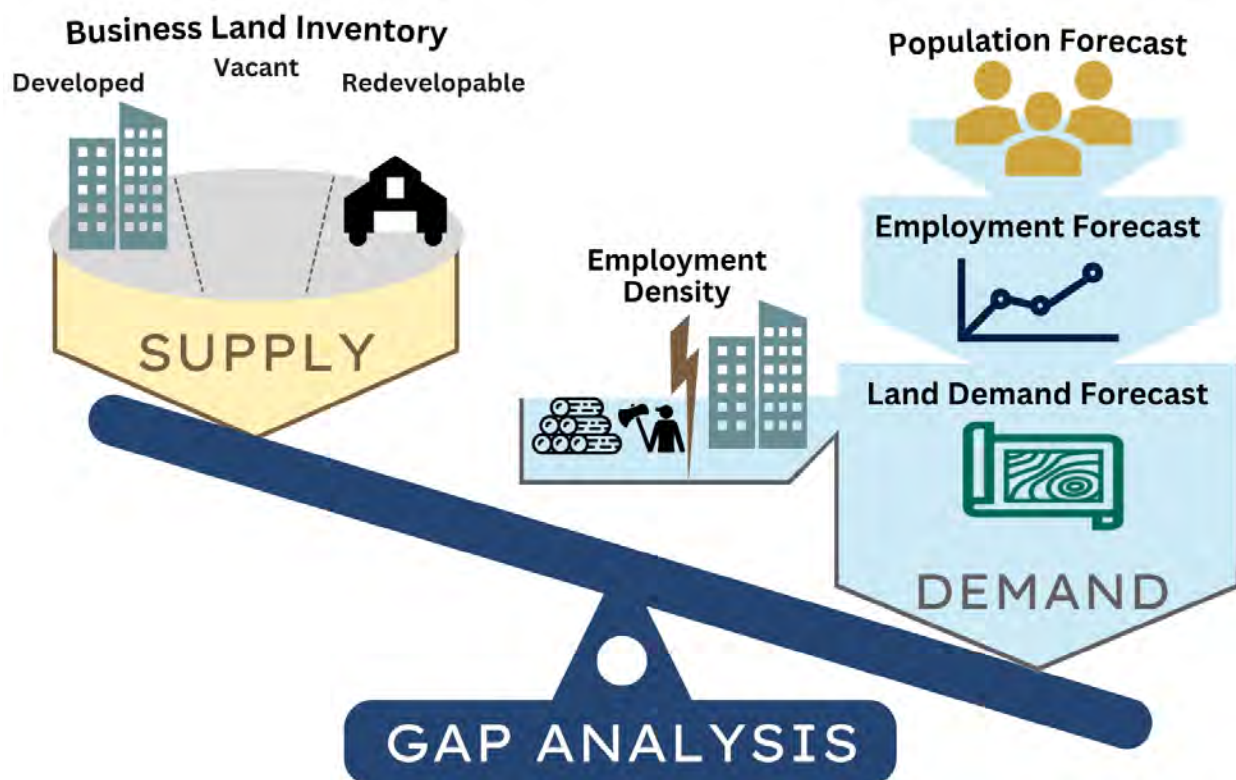 Business Land Inventory
Developed
Vacant
Redevelopable
SUPPLY
Population Forecast
Employment Forecast
Employment
Density
Land Demand Forecast
DEMAND
GAP ANALYSIS